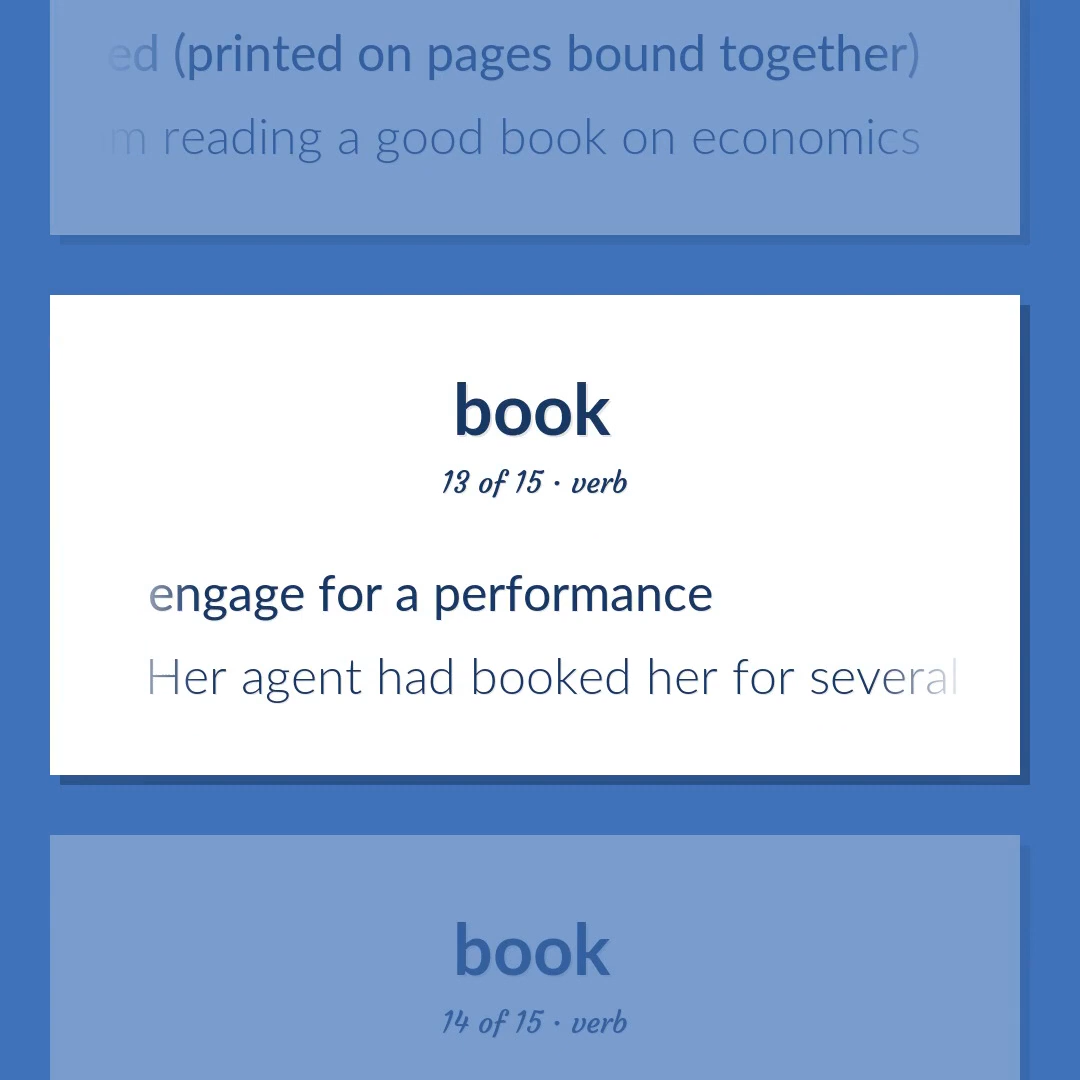 ed (printed on pages bound together)
m reading a good book on economics
book
13 of 15 · verb
engage for a performance
Her agent had booked her for several
book
14 of 15 · verb